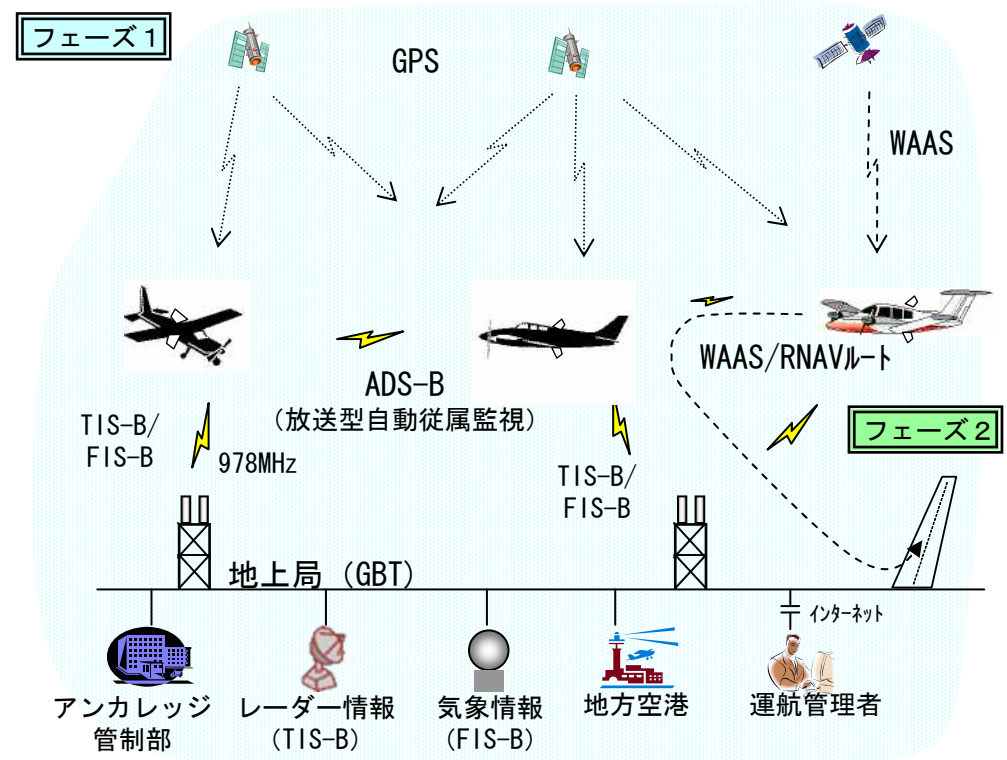 フェーズ１
GPS
WAAS
WAAS/RNAVﾙｰﾄ
ADS-B
（放送型自動従属監視）
TIS-B/
FIS-B
978MHz
フェーズ２
TIS-B/
FIS-B
地上局（GBT）
ｲﾝﾀｰﾈｯﾄ
アンカレッジ
管制部
レーダー情報
（TIS-B）
気象情報
（FIS-B）
地方空港
運航管理者